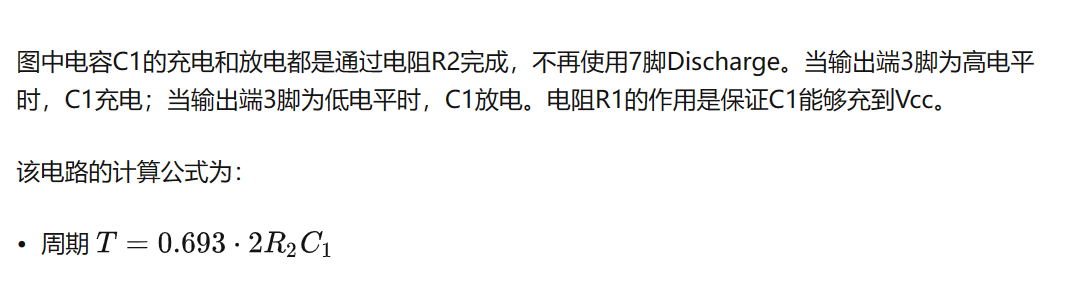 图中电容C1的充电和放电都是通过电阻R2完成，不再使用7脚Discharge。当输出端3脚为高电平
时，C1充电；当输出端3脚为低电平时，C1放电。电阻R1的作用是保证C1能够充到Vcc。
该电路的计算公式为：
• 周期 T = 0.693 · 2R₂C₁